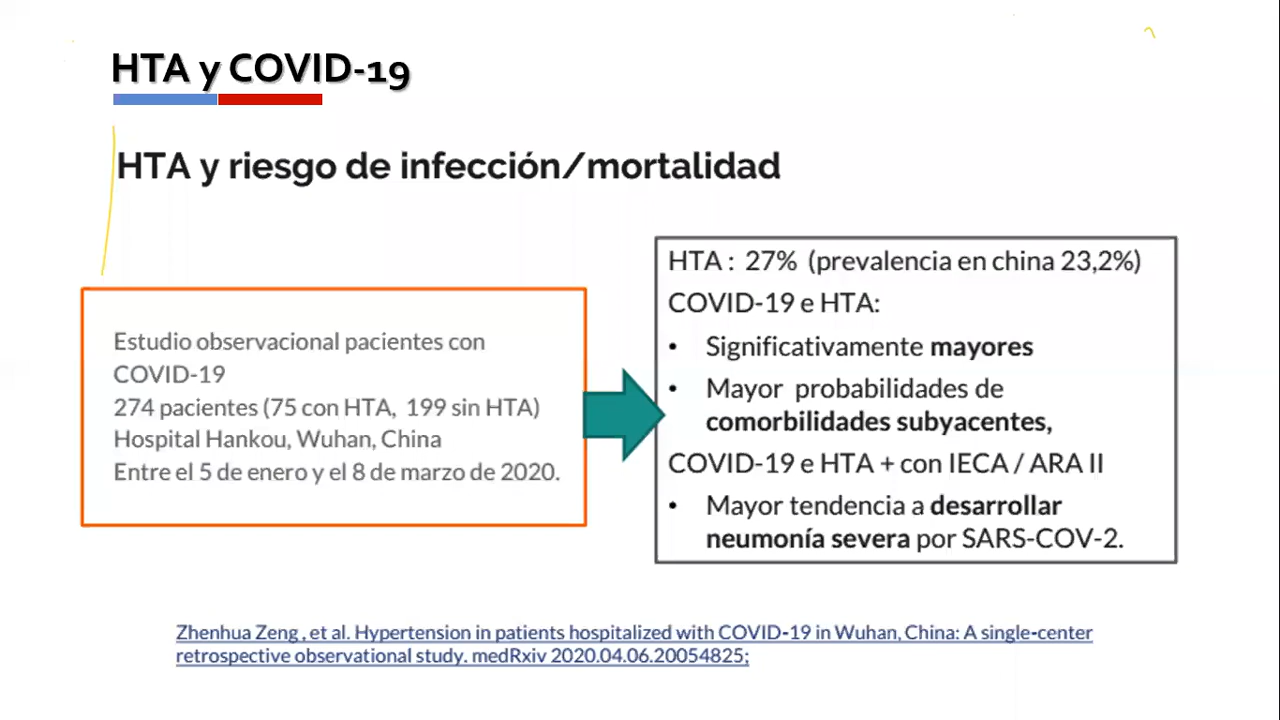 HTA y COVID-19
HTA y riesgo de infección/mortalidad
Estudio observacional pacientes con
COVID-19
274 pacientes (75 con HTA, 199 sin HTA)
Hospital Hankou, Wuhan, China
Entre el 5 de enero y el 8 de marzo de 2020.
HTA : 27% (prevalencia en china 23,2%)
COVID-19 e HTA:
• Significativamente mayores
• Mayor probabilidades de
comorbilidades subyacentes,
COVID-19 e HTA + con IECA / ARA II
• Mayor tendencia a desarrollar
neumonía severa por SARS-COV-2.
Zhenhua Zeng , et al. Hypertension in patients hospitalized with COVID-19 in Wuhan, China: A single-center
retrospective observational study. medRxiv 2020.04.06.20054825;